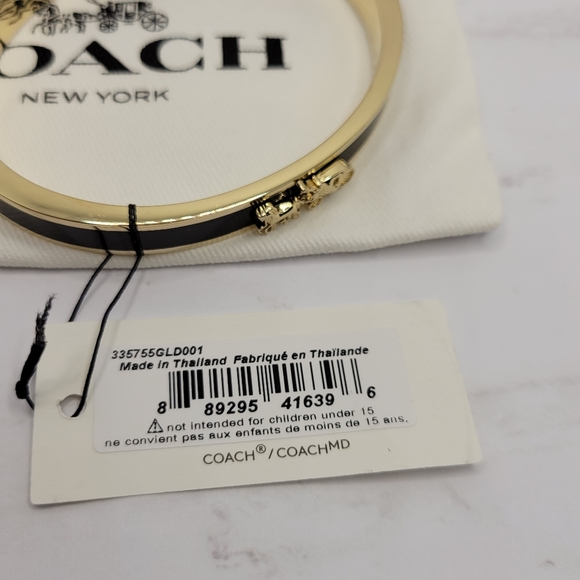 COACH
NEW YORK
335755GLD001
Made in Thailand Fabriqué en Thaïlande
8 89295 41639 6
⚠ not intended for children under 15
ne convient pas aux enfants de moins de 15 ans.
COACH®/COACHMD